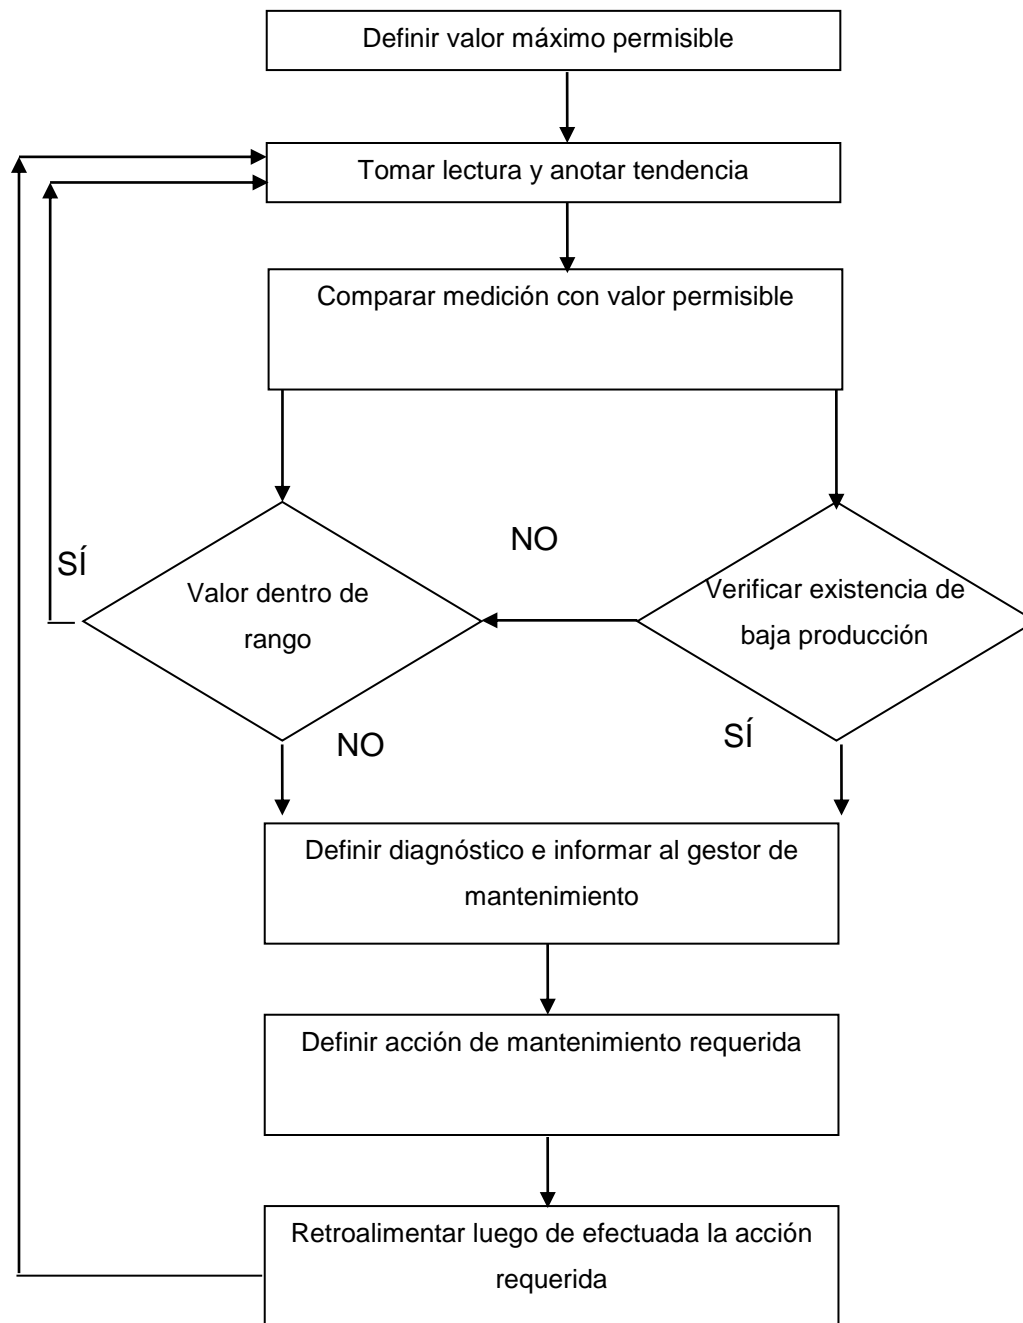 Definir valor máximo permisible
Tomar lectura y anotar tendencia
Comparar medición con valor permisible
NO
SÍ
Valor dentro de
rango
Verificar existencia de
baja producción
NO
SÍ
Definir diagnóstico e informar al gestor de
mantenimiento
Definir acción de mantenimiento requerida
Retroalimentar luego de efectuada la acción
requerida